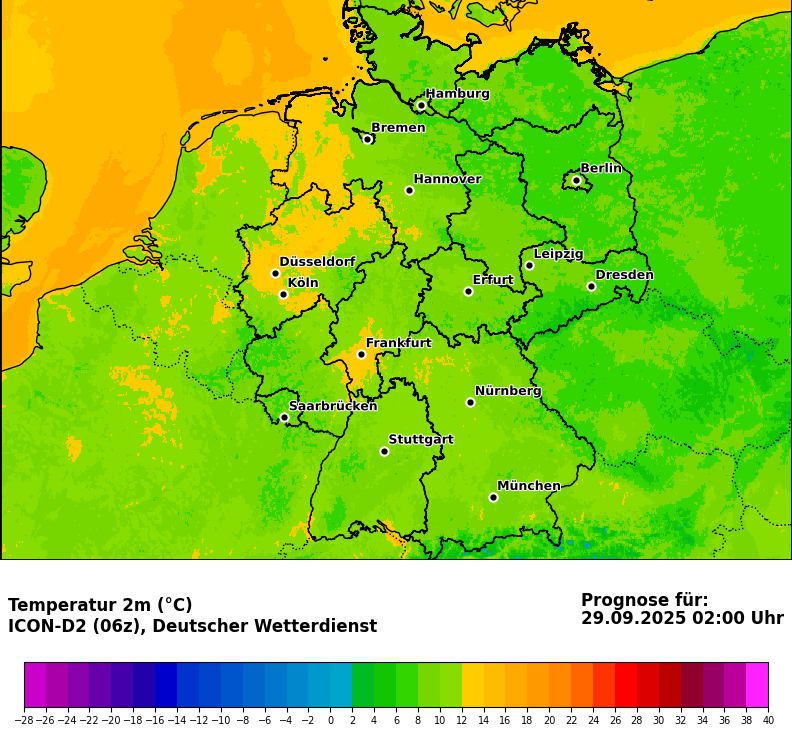 Hamburg
Bremen
Berlin
Hannover
Leipzig
Düsseldorf
Dresden
Erfurt
Köln
Frankfurt
Nürnberg
Saarbrücken
Stuttgart
München
Temperatur 2m (°C)
ICON-D2 (06z), Deutscher Wetterdienst
Prognose für:
29.09.2025 02:00 Uhr
−28 −26 −24 −22 −20 −18 −16 −14 −12 −10 −8 −6 −4 −2 0 2 4 6 8 10 12 14 16 18 20 22 24 26 28 30 32 34 36 38 40